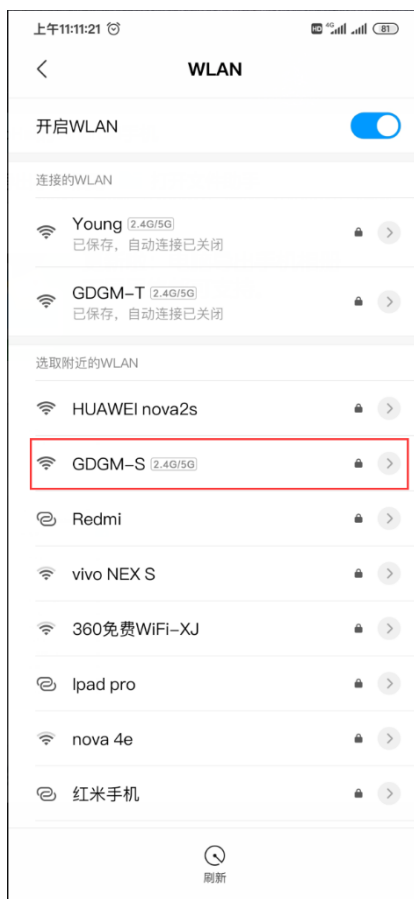 上午11:11:21 HD 4G 81
WLAN
开启WLAN
连接的WLAN
Young 2.4G/5G
已保存，自动连接已关闭
GDGM-T 2.4G/5G
已保存，自动连接已关闭
选取附近的WLAN
HUAWEI nova2s
GDGM-S 2.4G/5G
Redmi
vivo NEX S
360免费WiFi-XJ
Ipad pro
nova 4e
红米手机
刷新